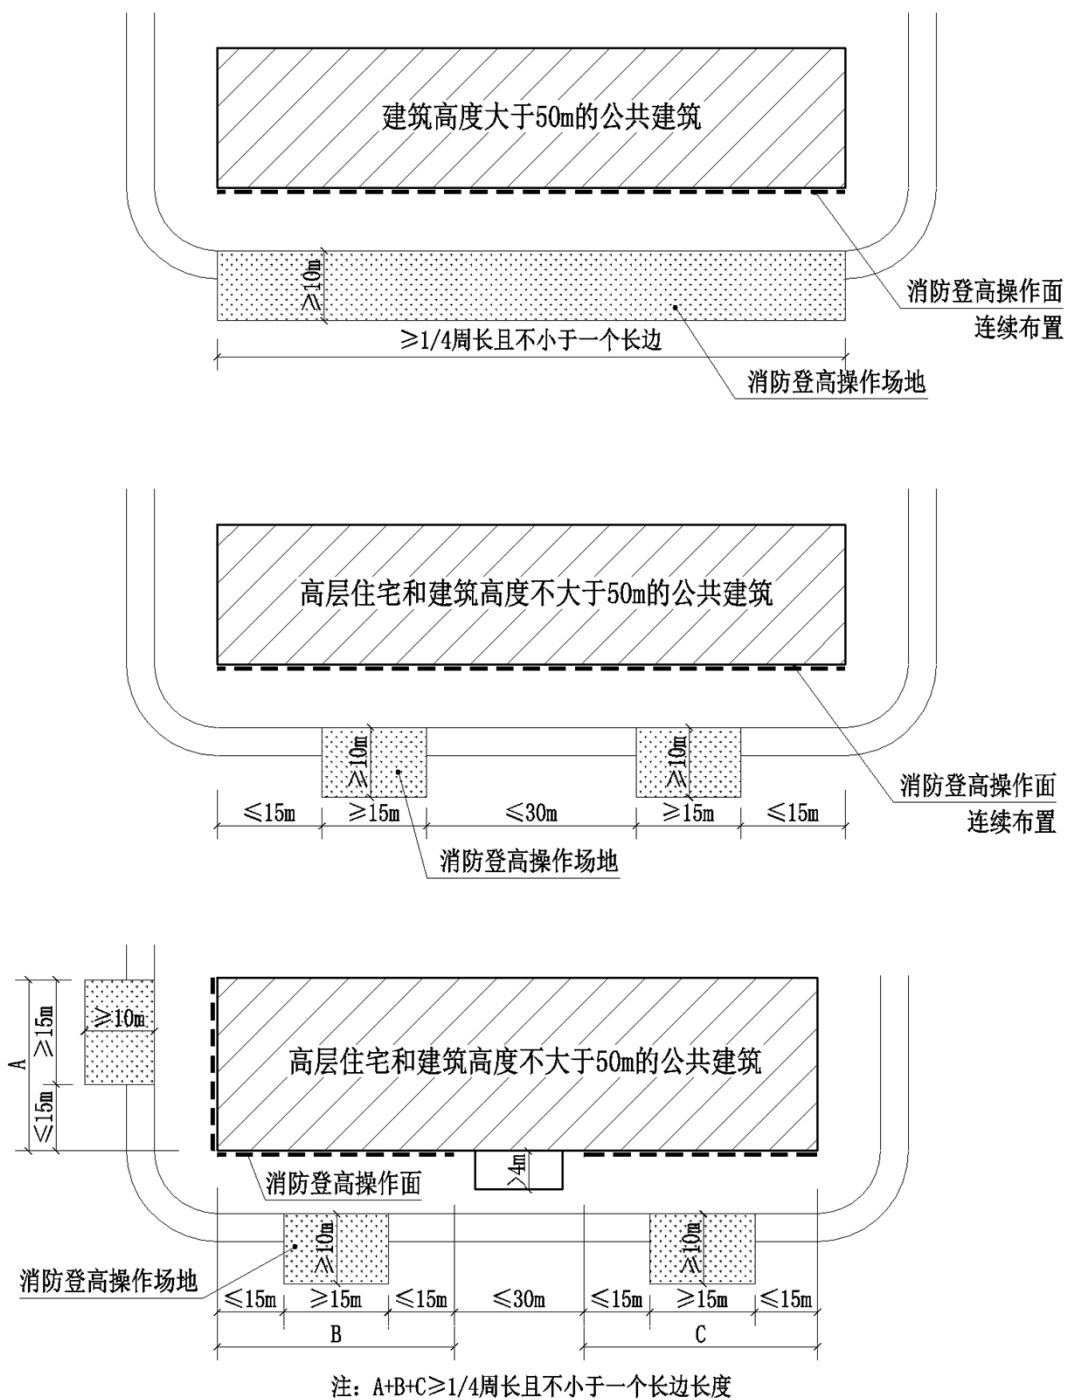 建筑高度大于50m的公共建筑
≥10m
消防登高操作面
连续布置
≥1/4周长且不小于一个长边
消防登高操作场地
高层住宅和建筑高度不大于50m的公共建筑
≥10m
≥10m
消防登高操作面
连续布置
≤15m
≥15m
≤30m
≥15m
≤15m
消防登高操作场地
≥10m
≥15m
A
≤15m
高层住宅和建筑高度不大于50m的公共建筑
>4m
消防登高操作面
≥10m
≥10m
消防登高操作场地
≤15m
≥15m
≤15m
≤30m
≤15m
≥15m
≤15m
B
C
注：A+B+C≥1/4周长且不小于一个长边长度